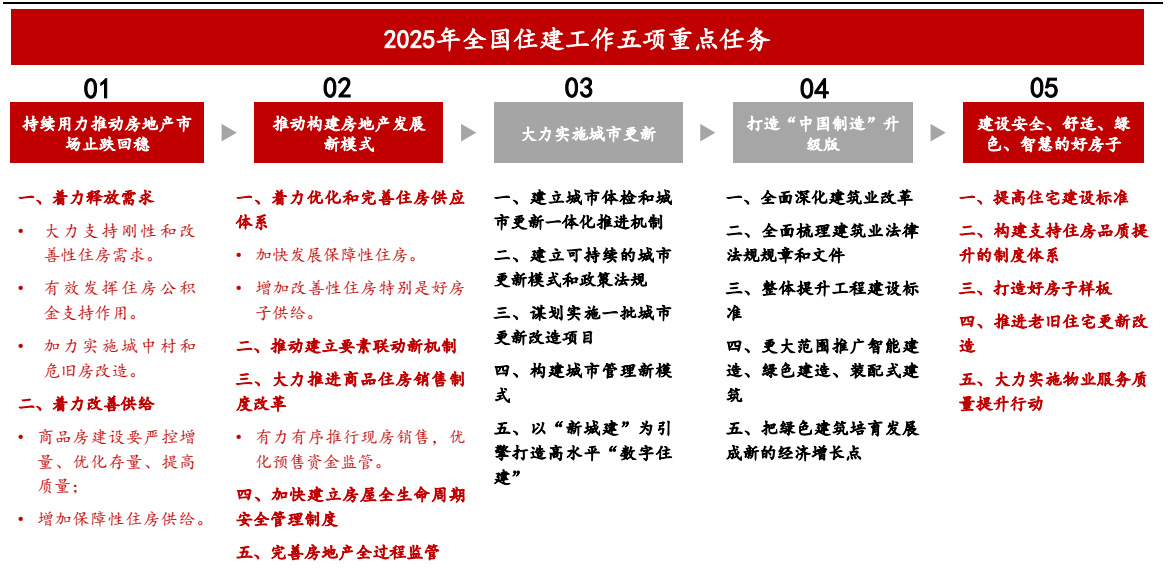 2025年全国住建工作五项重点任务
01
持续用力推动房地产市
场止跌回稳
一、着力释放需求
• 大力支持刚性和改
善性住房需求。
• 有效发挥住房公积
金支持作用。
• 加力实施城中村和
危旧房改造。
二、着力改善供给
• 商品房建设要严控增
量、优化存量、提高
质量；
• 增加保障性住房供给。
02
推动构建房地产发展
新模式
一、着力优化和完善住房供应
体系
• 加快发展保障性住房。
• 增加改善性住房特别是好房
子供给。
二、推动建立要素联动新机制
三、大力推进商品住房销售制
度改革
• 有力有序推行现房销售，优
化预售资金监管。
四、加快建立房屋全生命周期
安全管理制度
五、完善房地产全过程监管
03
大力实施城市更新
一、建立城市体检和城
市更新一体化推进机制
二、建立可持续的城市
更新模式和政策法规
三、谋划实施一批城市
更新改造项目
四、构建城市管理新模
式
五、以“新城建”为引
擎打造高水平“数字住
建”
04
打造“中国制造”升
级版
一、全面深化建筑业改革
二、全面梳理建筑业法律
法规规章和文件
三、整体提升工程建设标
准
四、更大范围推广智能建
造、绿色建造、装配式建
筑
五、把绿色建筑培育发展
成新的经济增长点
05
建设安全、舒适、绿
色、智慧的好房子
一、提高住宅建设标准
二、构建支持住房品质提
升的制度体系
三、打造好房子样板
四、推进老旧住宅更新改
造
五、大力实施物业服务质
量提升行动